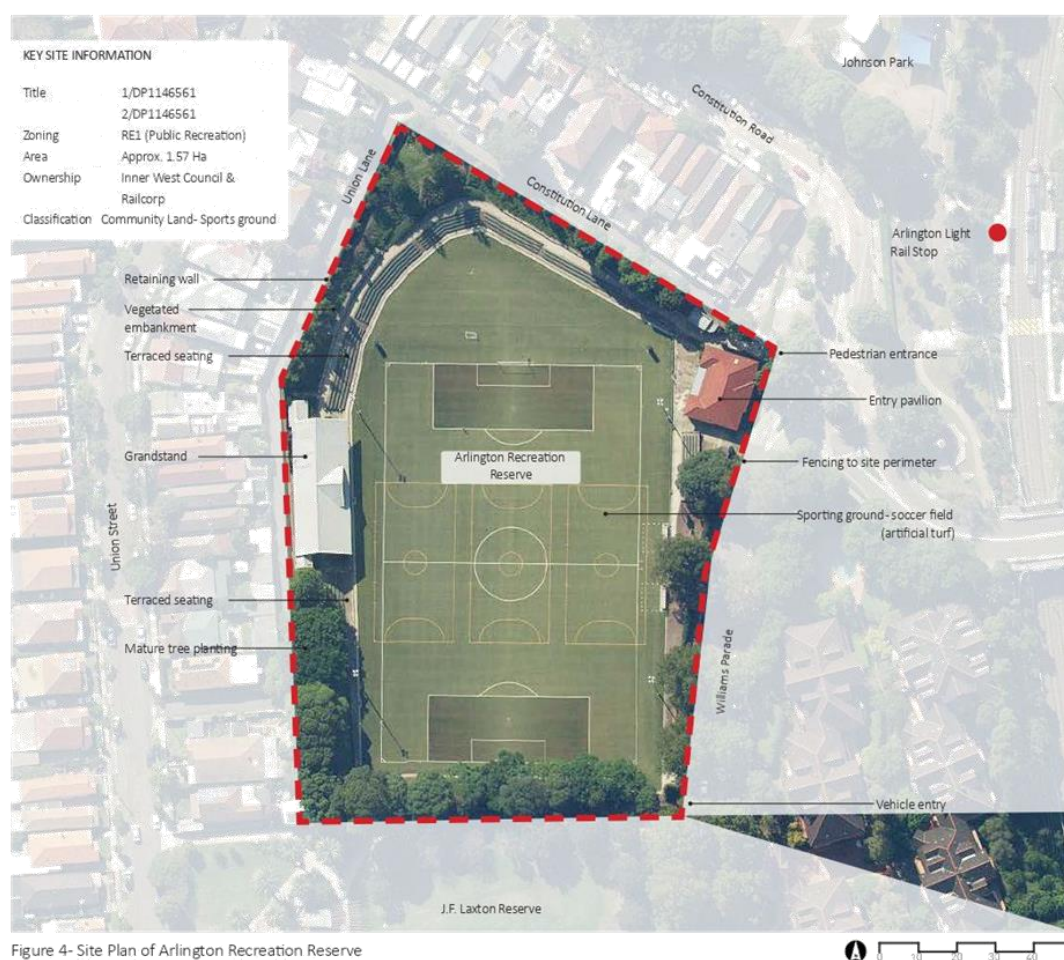 KEY SITE INFORMATION
Title 1/DP1146561
2/DP1146561
Zoning RE1 (Public Recreation)
Area Approx. 1.57 Ha
Ownership Inner West Council &
Railcorp
Classification Community Land- Sports ground
Johnson Park
Constitution Road
Union Lane
Constitution Lane
Arlington Light
Rail Stop
Retaining wall
Vegetated
embankment
Terraced seating
Pedestrian entrance
Entry pavilion
Grandstand
Arlington Recreation
Reserve
Fencing to site perimeter
Union Street
Sporting ground- soccer field
(artificial turf)
Terraced seating
Mature tree planting
Williams Parade
Vehicle entry
J.F. Laxton Reserve
Figure 4- Site Plan of Arlington Recreation Reserve
0 10 20 30 40